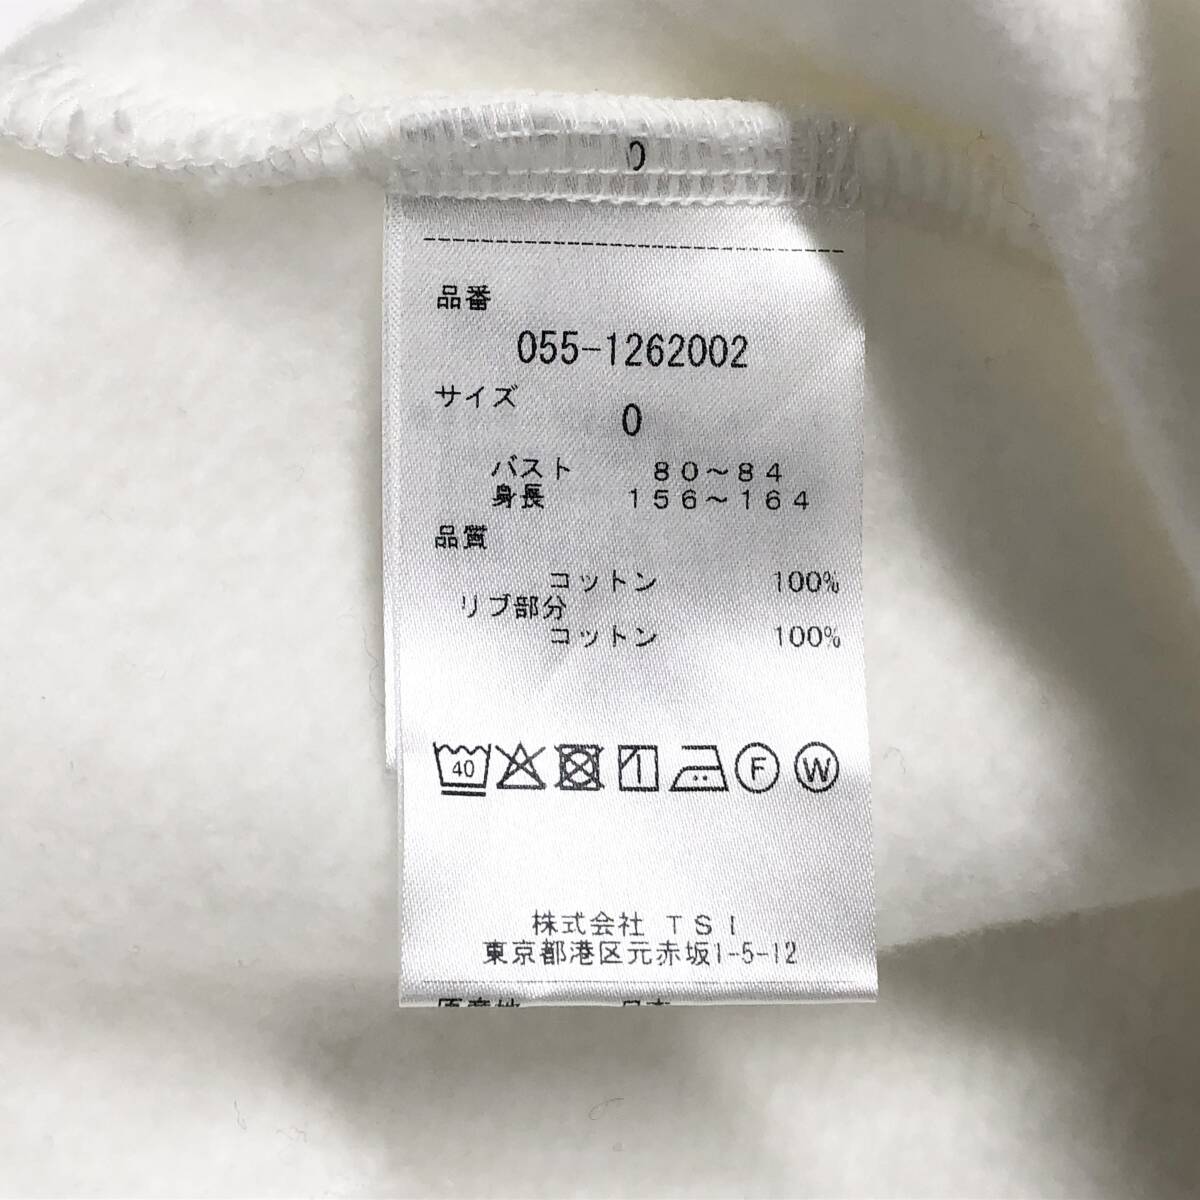 0
品番
055-1262002
サイズ
0
バスト 80～84
身長 156～164
品質
コットン 100%
リブ部分
コットン 100%
40 F W
株式会社 TSI
東京都港区元赤坂1-5-12